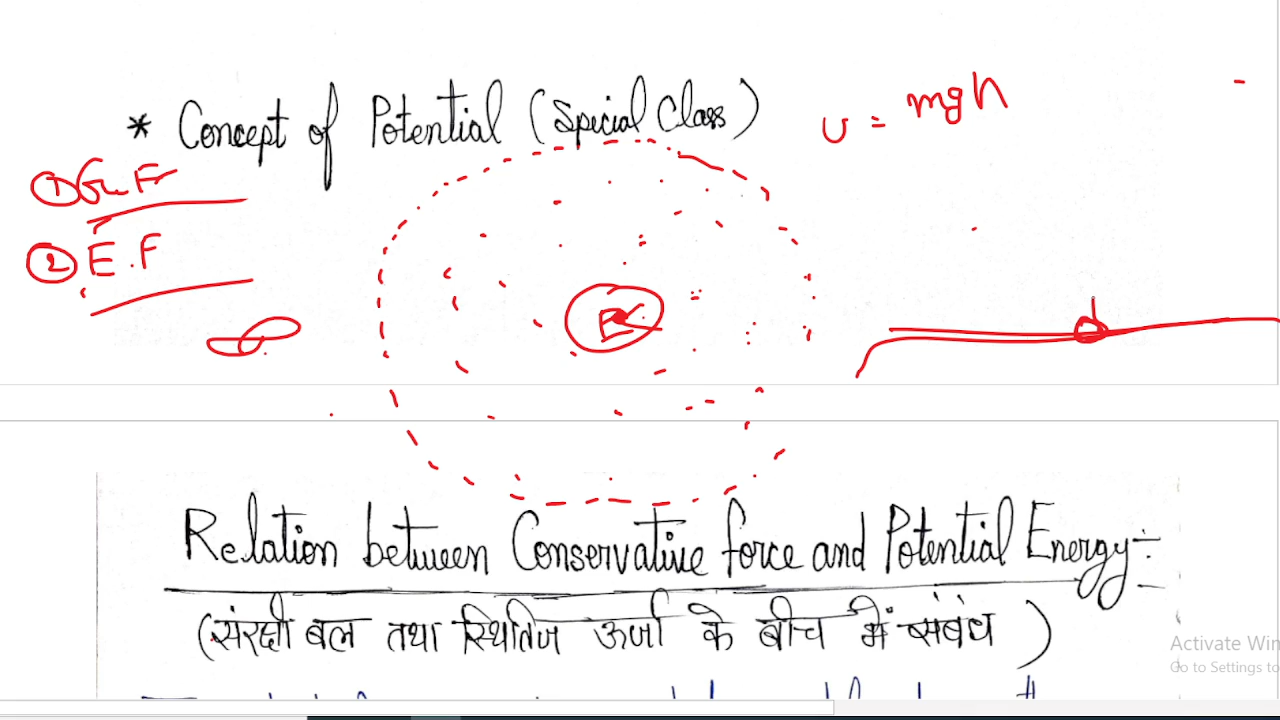 * Concept of Potential (Special Class)
U = mgh
① Gr. F
② E.F
E
Relation between Conservative force and Potential Energy:-
(संरक्षी बल तथा स्थितिज ऊर्जा के बीच में संबंध)
Activate Win
Go to Settings to